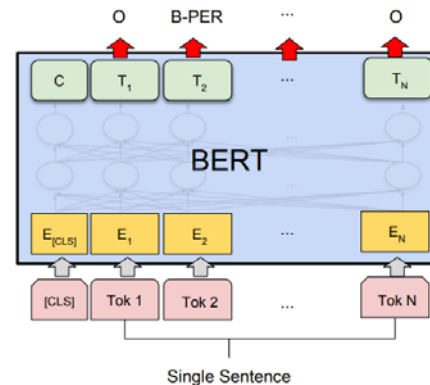 O B-PER ... O
C T1 T2 ... TN
...
BERT
...
E[CLS] E1 E2 ... EN
[CLS] Tok 1 Tok 2 ... Tok N
Single Sentence